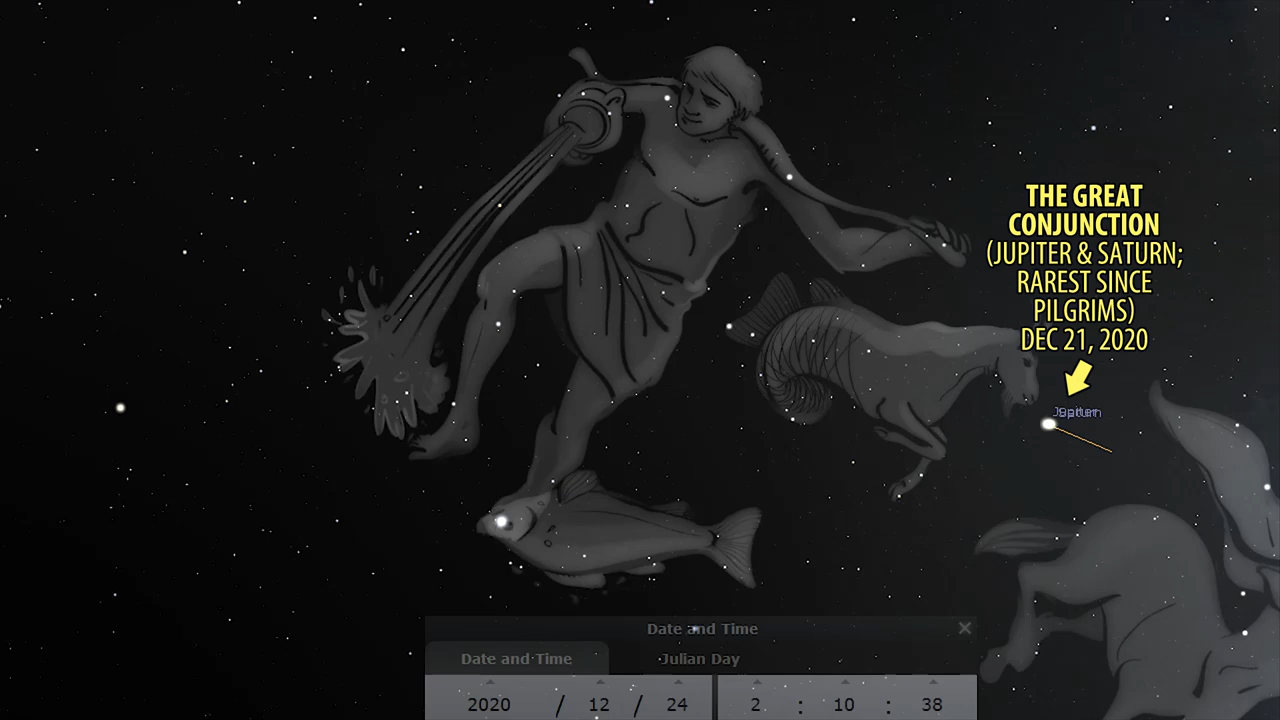 THE GREAT
CONJUNCTION
(JUPITER & SATURN;
RAREST SINCE
PILGRIMS)
DEC 21, 2020
Date and Time
Date and Time Julian Day
2020 / 12 / 24 2 : 10 : 38